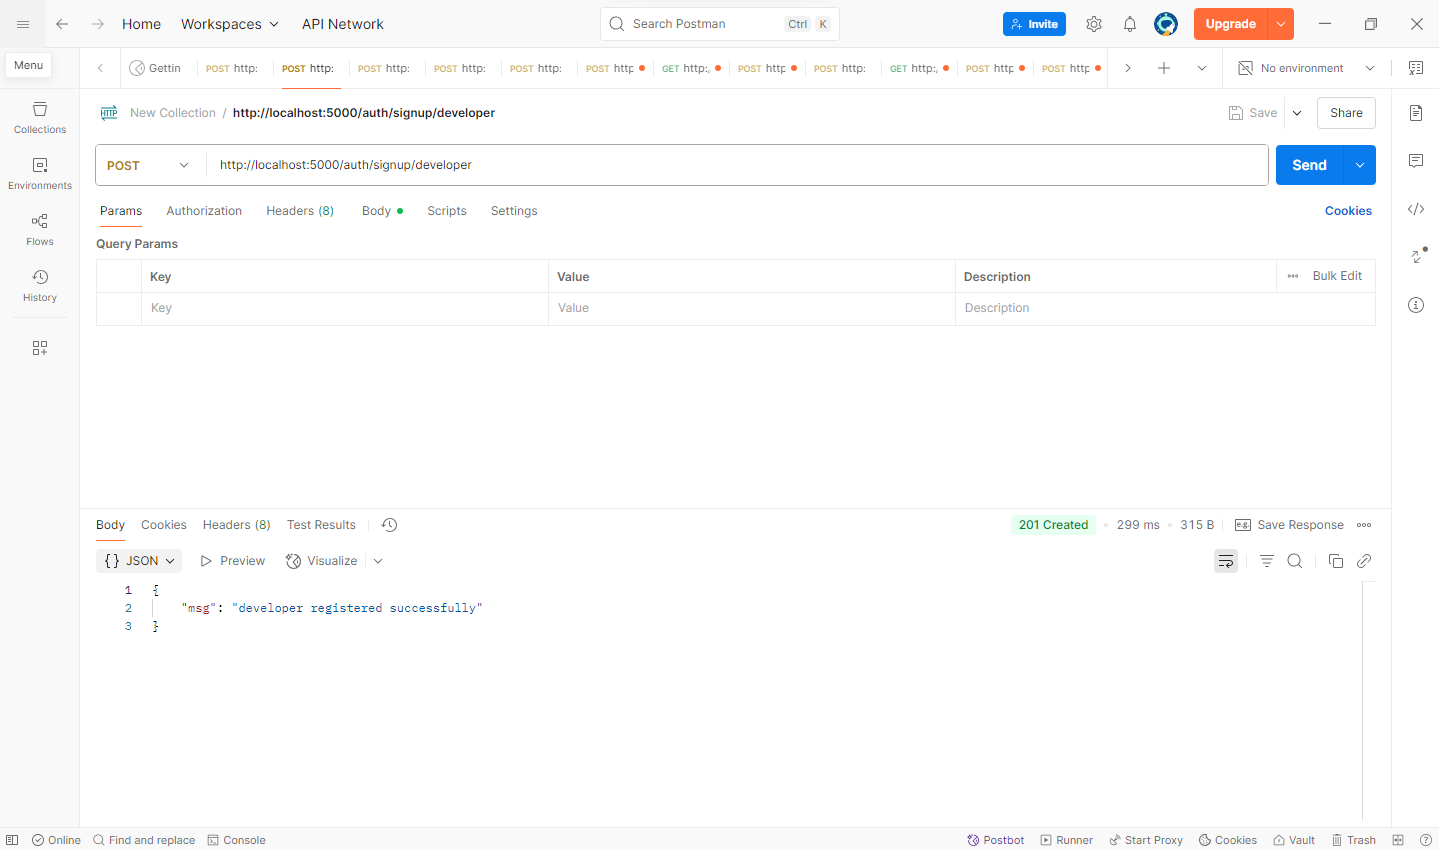 Home Workspaces API Network Search Postman Ctrl K Invite Upgrade
Menu
Gettin POST http: POST http: POST http: POST http: POST http: POST http GET http:, POST http POST http: GET http:, POST http POST http No environment
HTTP New Collection / http://localhost:5000/auth/signup/developer Save Share
POST http://localhost:5000/auth/signup/developer Send
Params Authorization Headers (8) Body Scripts Settings Cookies
Query Params
Key Value Description Bulk Edit
Key Value Description
Collections
Environments
Flows
History
Body Cookies Headers (8) Test Results 201 Created 299 ms 315 B e.g. Save Response
{} JSON Preview Visualize
1 {
2 "msg": "developer registered successfully"
3 }
Online Find and replace Console Postbot Runner Start Proxy Cookies Vault Trash